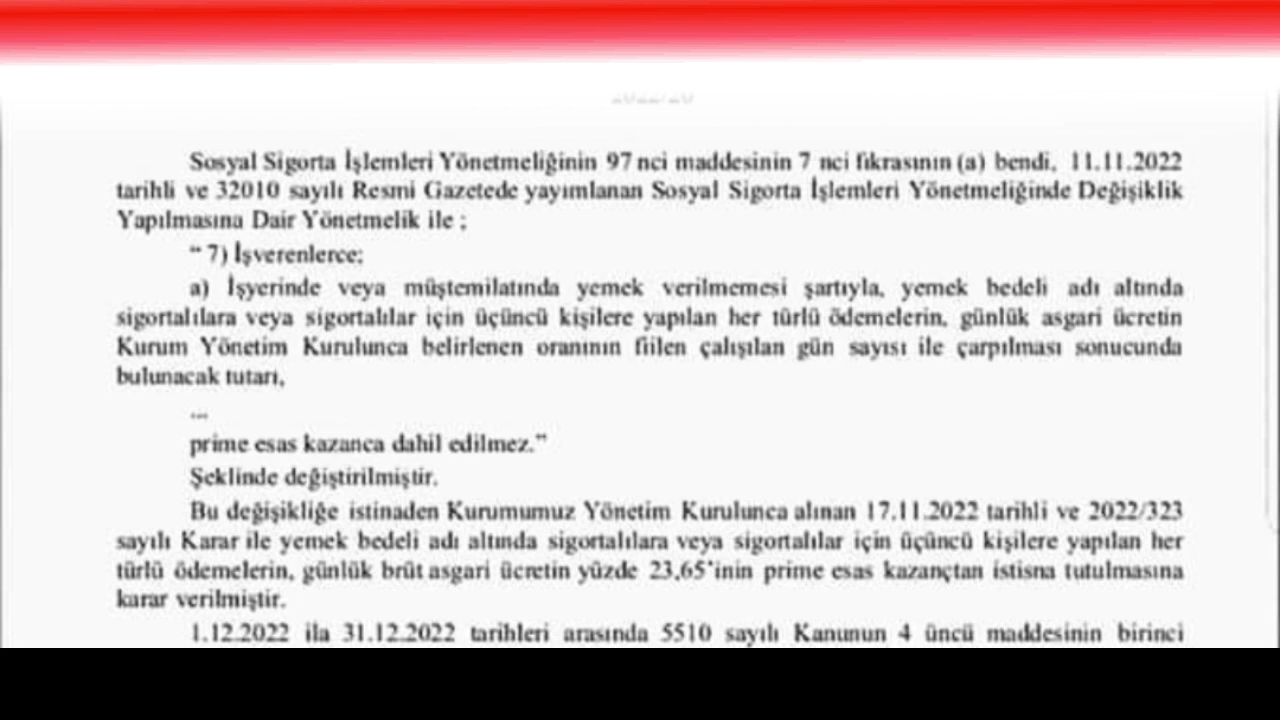 Sosyal Sigorta İşlemleri Yönetmeliğinin 97 nci maddesinin 7 nci fıkrasının (a) bendi, 11.11.2022
tarihli ve 32010 sayılı Resmi Gazetede yayımlanan Sosyal Sigorta İşlemleri Yönetmeliğinde Değişiklik
Yapılmasına Dair Yönetmelik ile ;
“ 7) İşverenlerce;
a) İşyerinde veya müştemilatında yemek verilmemesi şartıyla, yemek bedeli adı altında
sigortalılara veya sigortalılar için üçüncü kişilere yapılan her türlü ödemelerin, günlük asgari ücretin
Kurum Yönetim Kurulunca belirlenen oranının fiilen çalışılan gün sayısı ile çarpılması sonucunda
bulunacak tutarı,
...
prime esas kazanca dahil edilmez.”
Şeklinde değiştirilmiştir.
Bu değişikliğe istinaden Kurumumuz Yönetim Kurulunca alınan 17.11.2022 tarihli ve 2022/323
sayılı Karar ile yemek bedeli adı altında sigortalılara veya sigortalılar için üçüncü kişilere yapılan her
türlü ödemelerin, günlük brüt asgari ücretin yüzde 23,65'inin prime esas kazançtan istisna tutulmasına
karar verilmiştir.
1.12.2022 ila 31.12.2022 tarihleri arasında 5510 sayılı Kanunun 4 üncü maddesinin birinci